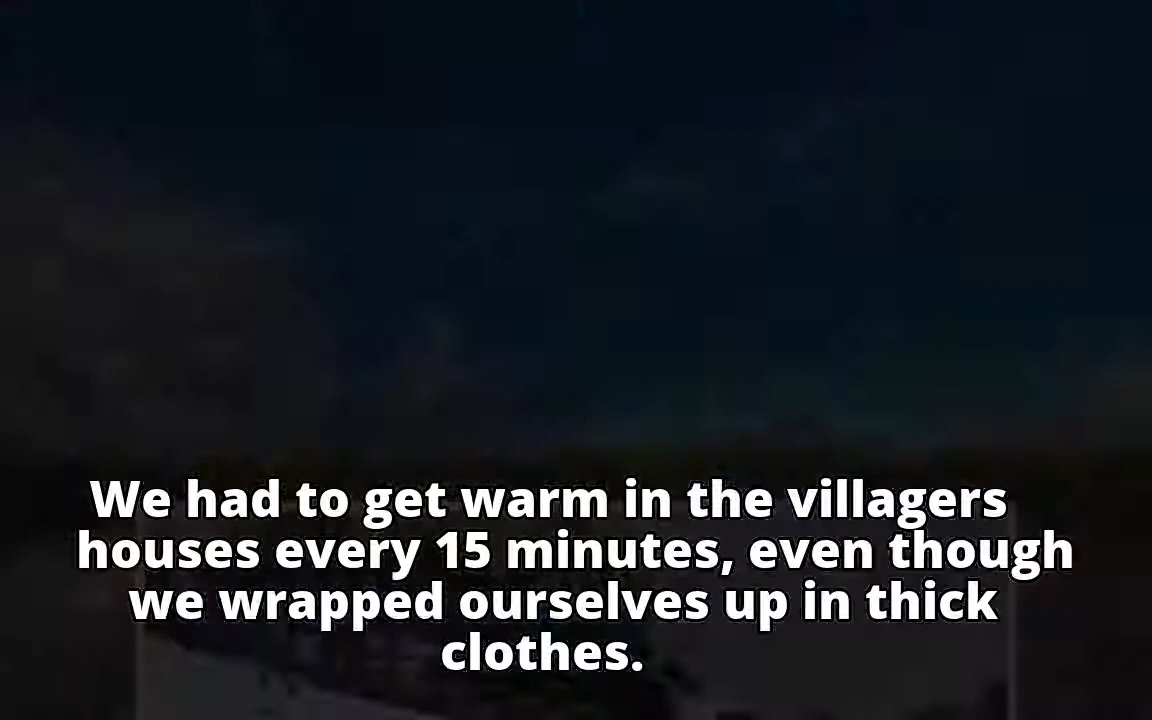 We had to get warm in the villagers
houses every 15 minutes, even though
we wrapped ourselves up in thick
clothes.